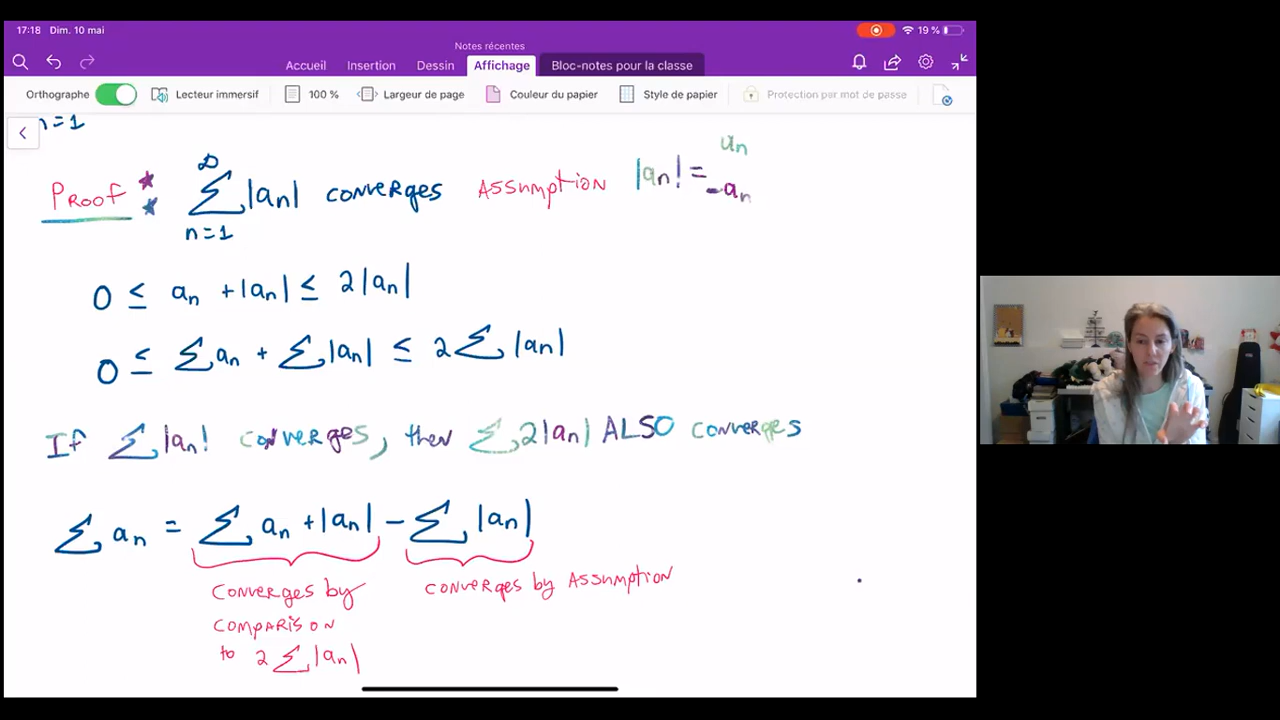 17:18 Dim. 10 mai
19 %
Notes récentes
Accueil Insertion Dessin Affichage Bloc-notes pour la classe
Orthographe Lecteur immersif 100 % Largeur de page Couleur du papier Style de papier Protection par mot de passe
n=1
∞ an
PROOF Σ |an| converges ASSUMPTION |an| = -an
n=1
0 ≤ an + |an| ≤ 2|an|
0 ≤ Σ an + Σ |an| ≤ 2 Σ |an|
If Σ |an| converges, then Σ 2|an| ALSO converges
Σ an = Σ an + |an| - Σ |an|
converges by converges by ASSUMPTION
COMPARISON
to 2 Σ |an|